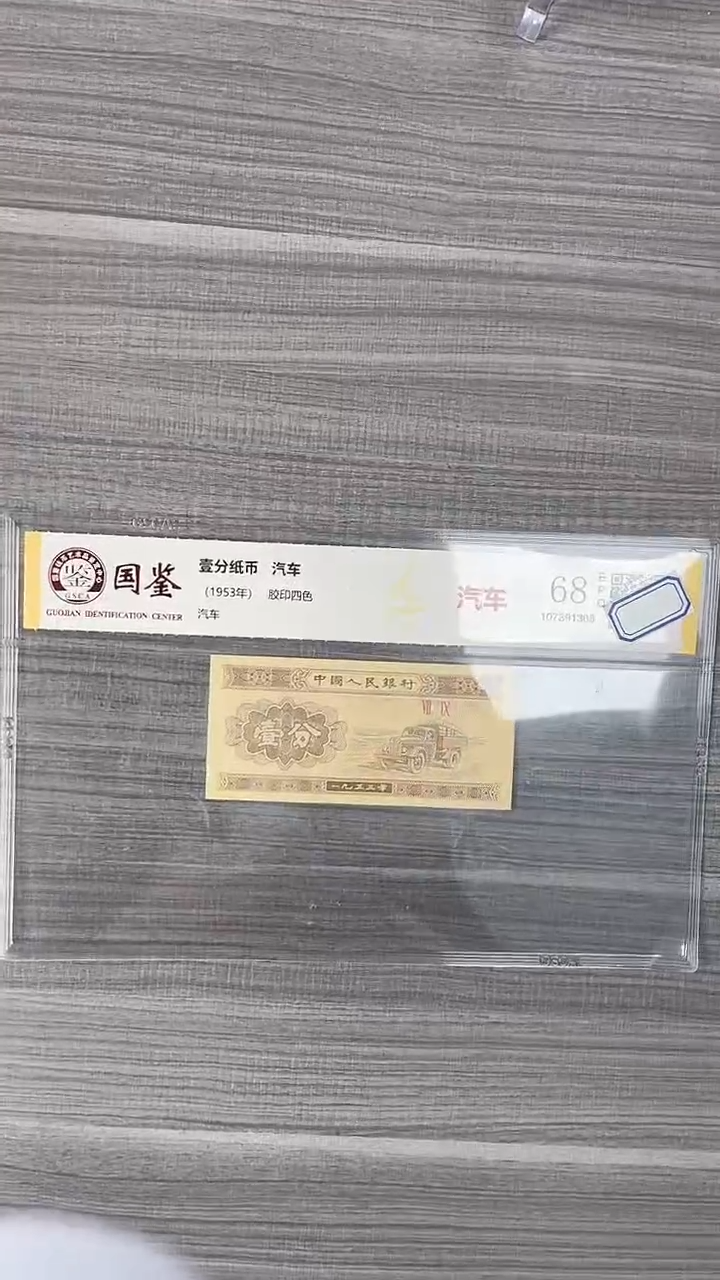 国鉴
GSCA
GUOJIAN IDENTIFICATION CENTER
壹分纸币 汽车
(1953年) 胶印四色
汽车
汽车
68
E
P
Q
中國人民銀行
VII IX
壹分
一九五三年